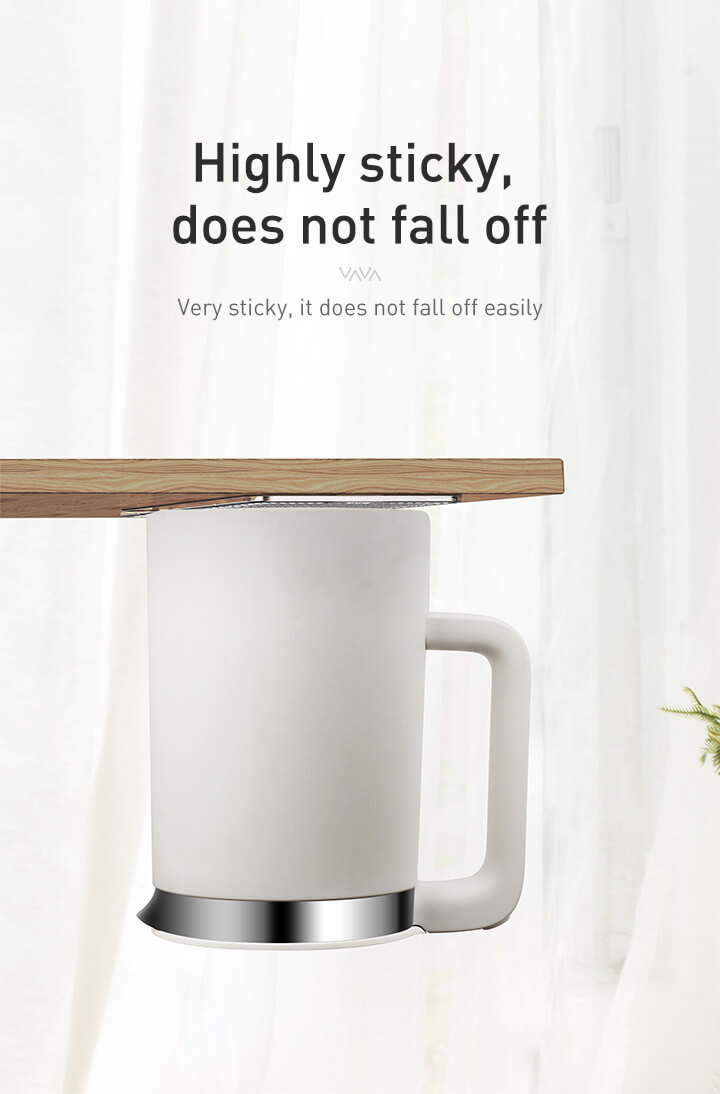 Highly sticky,
does not fall off
VAVA
Very sticky, it does not fall off easily